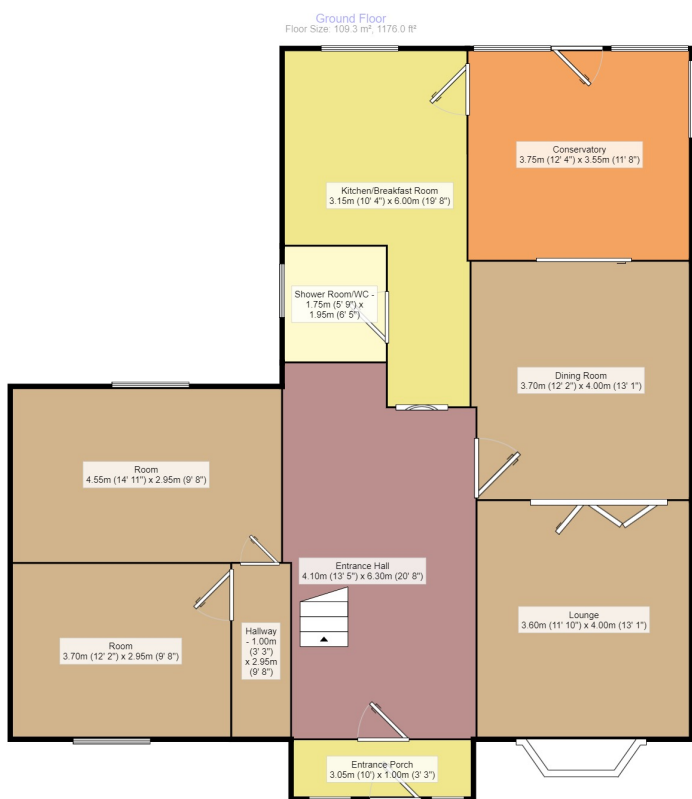 Ground Floor
Floor Size: 109.3 m², 1176.0 ft²
Conservatory
3.75m (12' 4") x 3.55m (11' 8")
Kitchen/Breakfast Room
3.15m (10' 4") x 6.00m (19' 8")
Shower Room/WC -
1.75m (5' 9") x
1.95m (6' 5")
Dining Room
3.70m (12' 2") x 4.00m (13' 1")
Room
4.55m (14' 11") x 2.95m (9' 8")
Entrance Hall
4.10m (13' 5") x 6.30m (20' 8")
Lounge
3.60m (11' 10") x 4.00m (13' 1")
Hallway
- 1.00m
(3' 3")
x 2.95m
(9' 8")
Room
3.70m (12' 2") x 2.95m (9' 8")
Entrance Porch
3.05m (10') x 1.00m (3' 3")